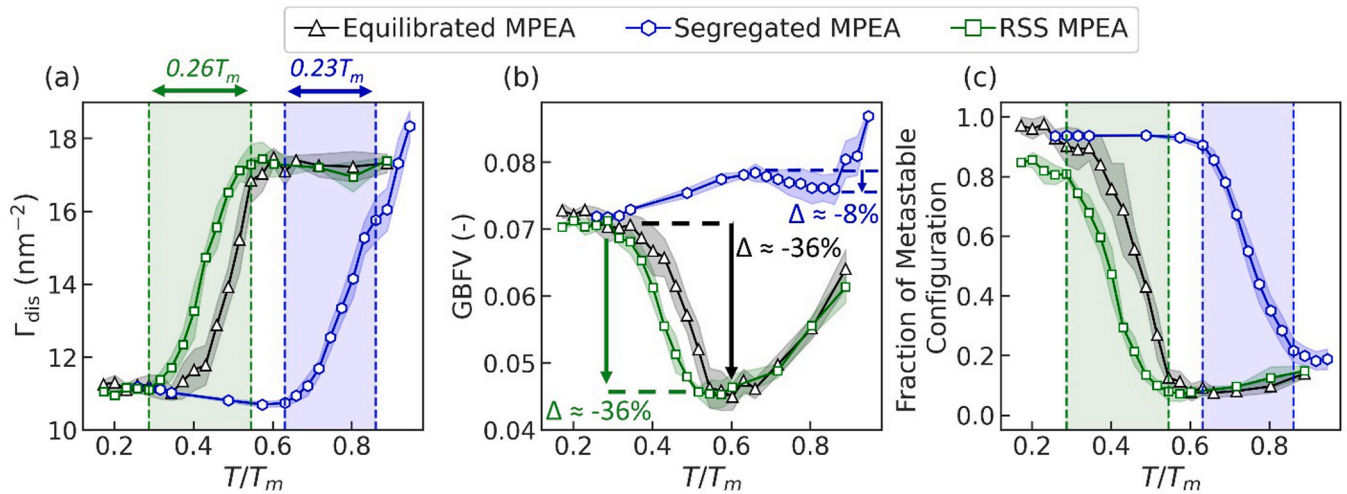 Equilibrated MPEA
Segregated MPEA
RSS MPEA
(a)
0.26Tm
0.23Tm
18
16
14
12
10
Γdis (nm−2)
0.2
0.4
0.6
0.8
T/Tm
(b)
0.08
0.07
0.06
0.05
0.04
GBFV (-)
Δ ≈ -8%
Δ ≈ -36%
Δ ≈ -36%
0.2
0.4
0.6
0.8
T/Tm
(c)
1.0
0.8
0.6
0.4
0.2
0.0
Fraction of Metastable
Configuration
0.2
0.4
0.6
0.8
T/Tm